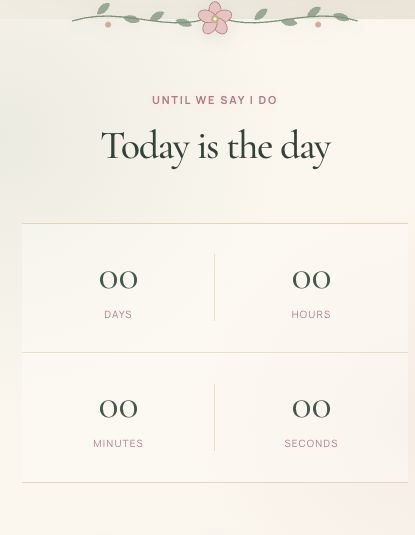 UNTIL WE SAY I DO
Today is the day
00
DAYS
00
HOURS
00
MINUTES
00
SECONDS